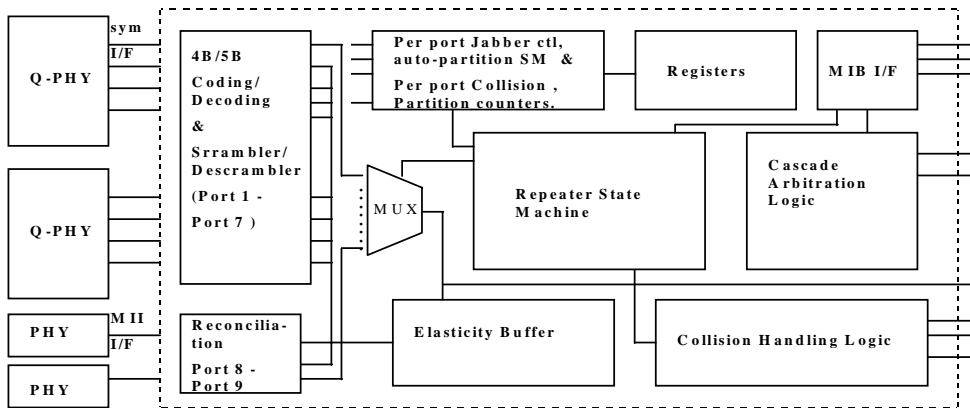 sym
I/F
Q-PHY
Q-PHY
PHY
M II
I/F
PHY
4B/5B
Coding/
Decoding
&
Srrambler/
Descrambler
(Port 1 -
Port 7 )
Reconcilia-
tion
Port 8 -
Port 9
Per port Jabber ctl,
auto-partition SM &
Per port Collision ,
Partition counters.
Registers
MIB I/F
MUX
Repeater State
Machine
Cascade
Arbitration
Logic
Elasticity Buffer
Collision Handling Logic